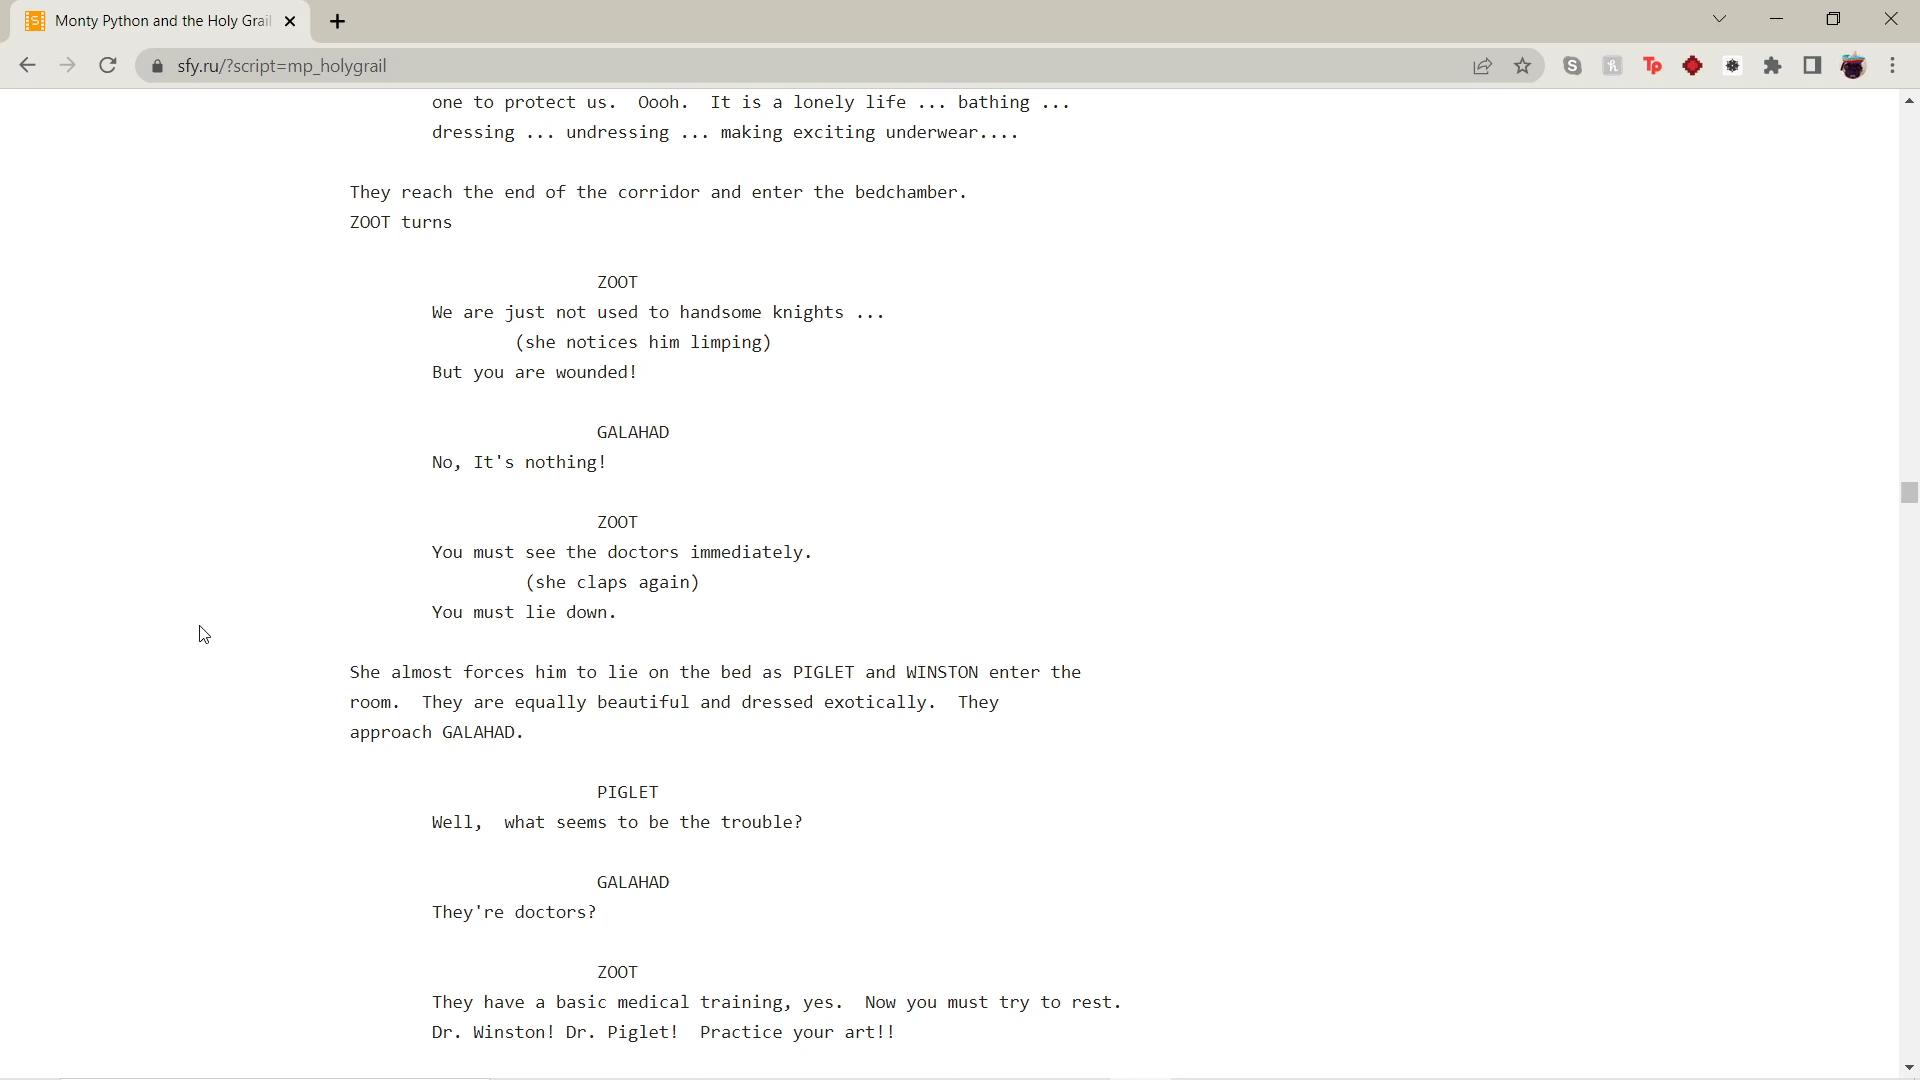 Monty Python and the Holy Grail
sfy.ru/?script=mp_holygrail
one to protect us.  Oooh.  It is a lonely life ... bathing ...
dressing ... undressing ... making exciting underwear....
They reach the end of the corridor and enter the bedchamber.
ZOOT turns
ZOOT
We are just not used to handsome knights ...
(she notices him limping)
But you are wounded!
GALAHAD
No, It's nothing!
ZOOT
You must see the doctors immediately.
(she claps again)
You must lie down.
She almost forces him to lie on the bed as PIGLET and WINSTON enter the
room.  They are equally beautiful and dressed exotically.  They
approach GALAHAD.
PIGLET
Well,  what seems to be the trouble?
GALAHAD
They're doctors?
ZOOT
They have a basic medical training, yes.  Now you must try to rest.
Dr. Winston! Dr. Piglet!  Practice your art!!